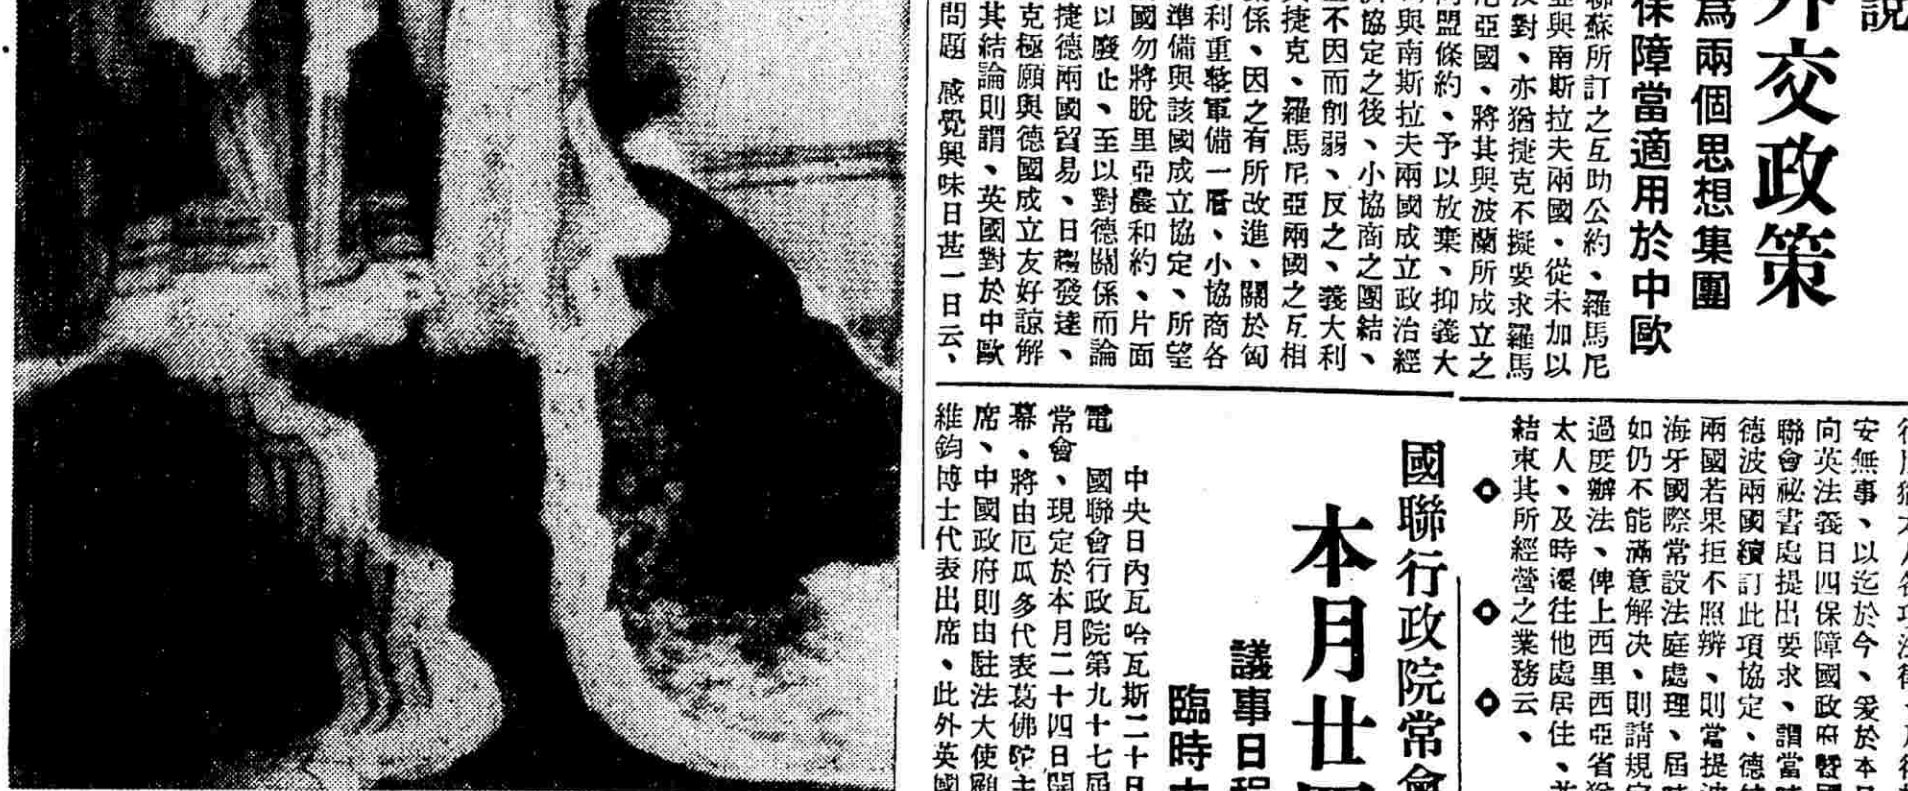 說
外交政策
爲兩個思想集團
保障當適用於中歐
聯蘇所訂之互助公約、羅馬尼
亞與南斯拉夫兩國、從未加以
反對、亦猶捷克不擬要求羅馬
尼亞國、將其與波蘭所成立之
同盟條約、予以放棄、抑義大
與南斯拉夫兩國成立政治經
濟協定之後、小協商之團結、
並不因而削弱、反之、義大利
捷克、羅馬尼亞兩國之互相
關係、因之有所改進、關於匈
利重整軍備一層、小協商各
準備與該國成立協定、所望
國勿將脫里亞農和約、片面
以廢止、至以對德關係而論
捷德兩國貿易、日趨發達、
克極願與德國成立友好諒解
其結論則謂、英國對於中歐
問題 感覺興味日甚一日云、
安無事、以迄於今、爰於本
向英法義日四保障國政府暨國
聯會祕書處提出要求、謂當
德波兩國續訂此項協定、德
兩國若果拒不照辦、則當提
海牙國際常設法庭處理、屆
如仍不能滿意解决、則請規
過度辦法、俾上西里西亞省
太人、及時遷往他處居住、
結束其所經營之業務云、
國聯行政院常會
本月廿
議事日程
臨時
中央日內瓦哈瓦斯二十日
電 國聯會行政院第九十七屆
常會、現定於本月二十四日開
幕、將由厄瓜多代表葛佛陀主
席、中國政府則由駐法大使顧
維鈞博士代表出席、此外英國